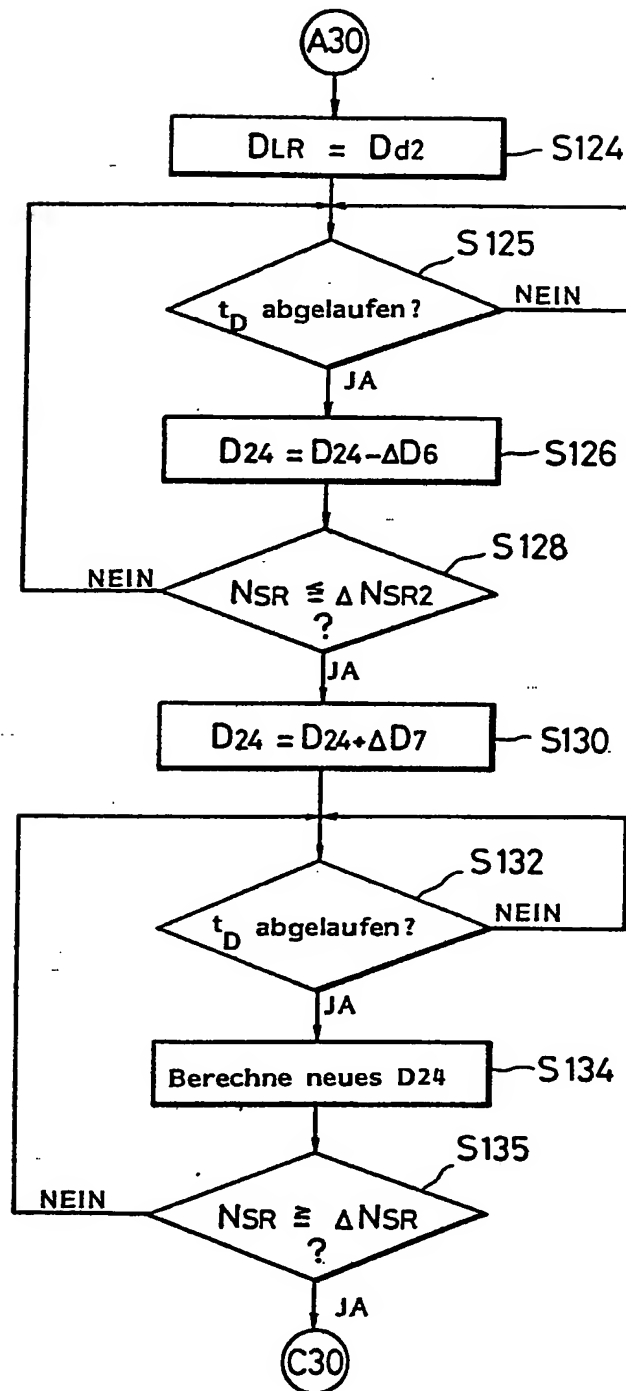 A30
DLR = Dd2
S124
S125
tD abgelaufen?
NEIN
JA
D24 = D24-ΔD6
S126
S128
NEIN
NSR ≦ ΔNSR2
?
JA
D24 = D24+ΔD7
S130
S132
tD abgelaufen?
NEIN
JA
Berechne neues D24
S134
S135
NEIN
NSR ≧ ΔNSR
?
JA
C30